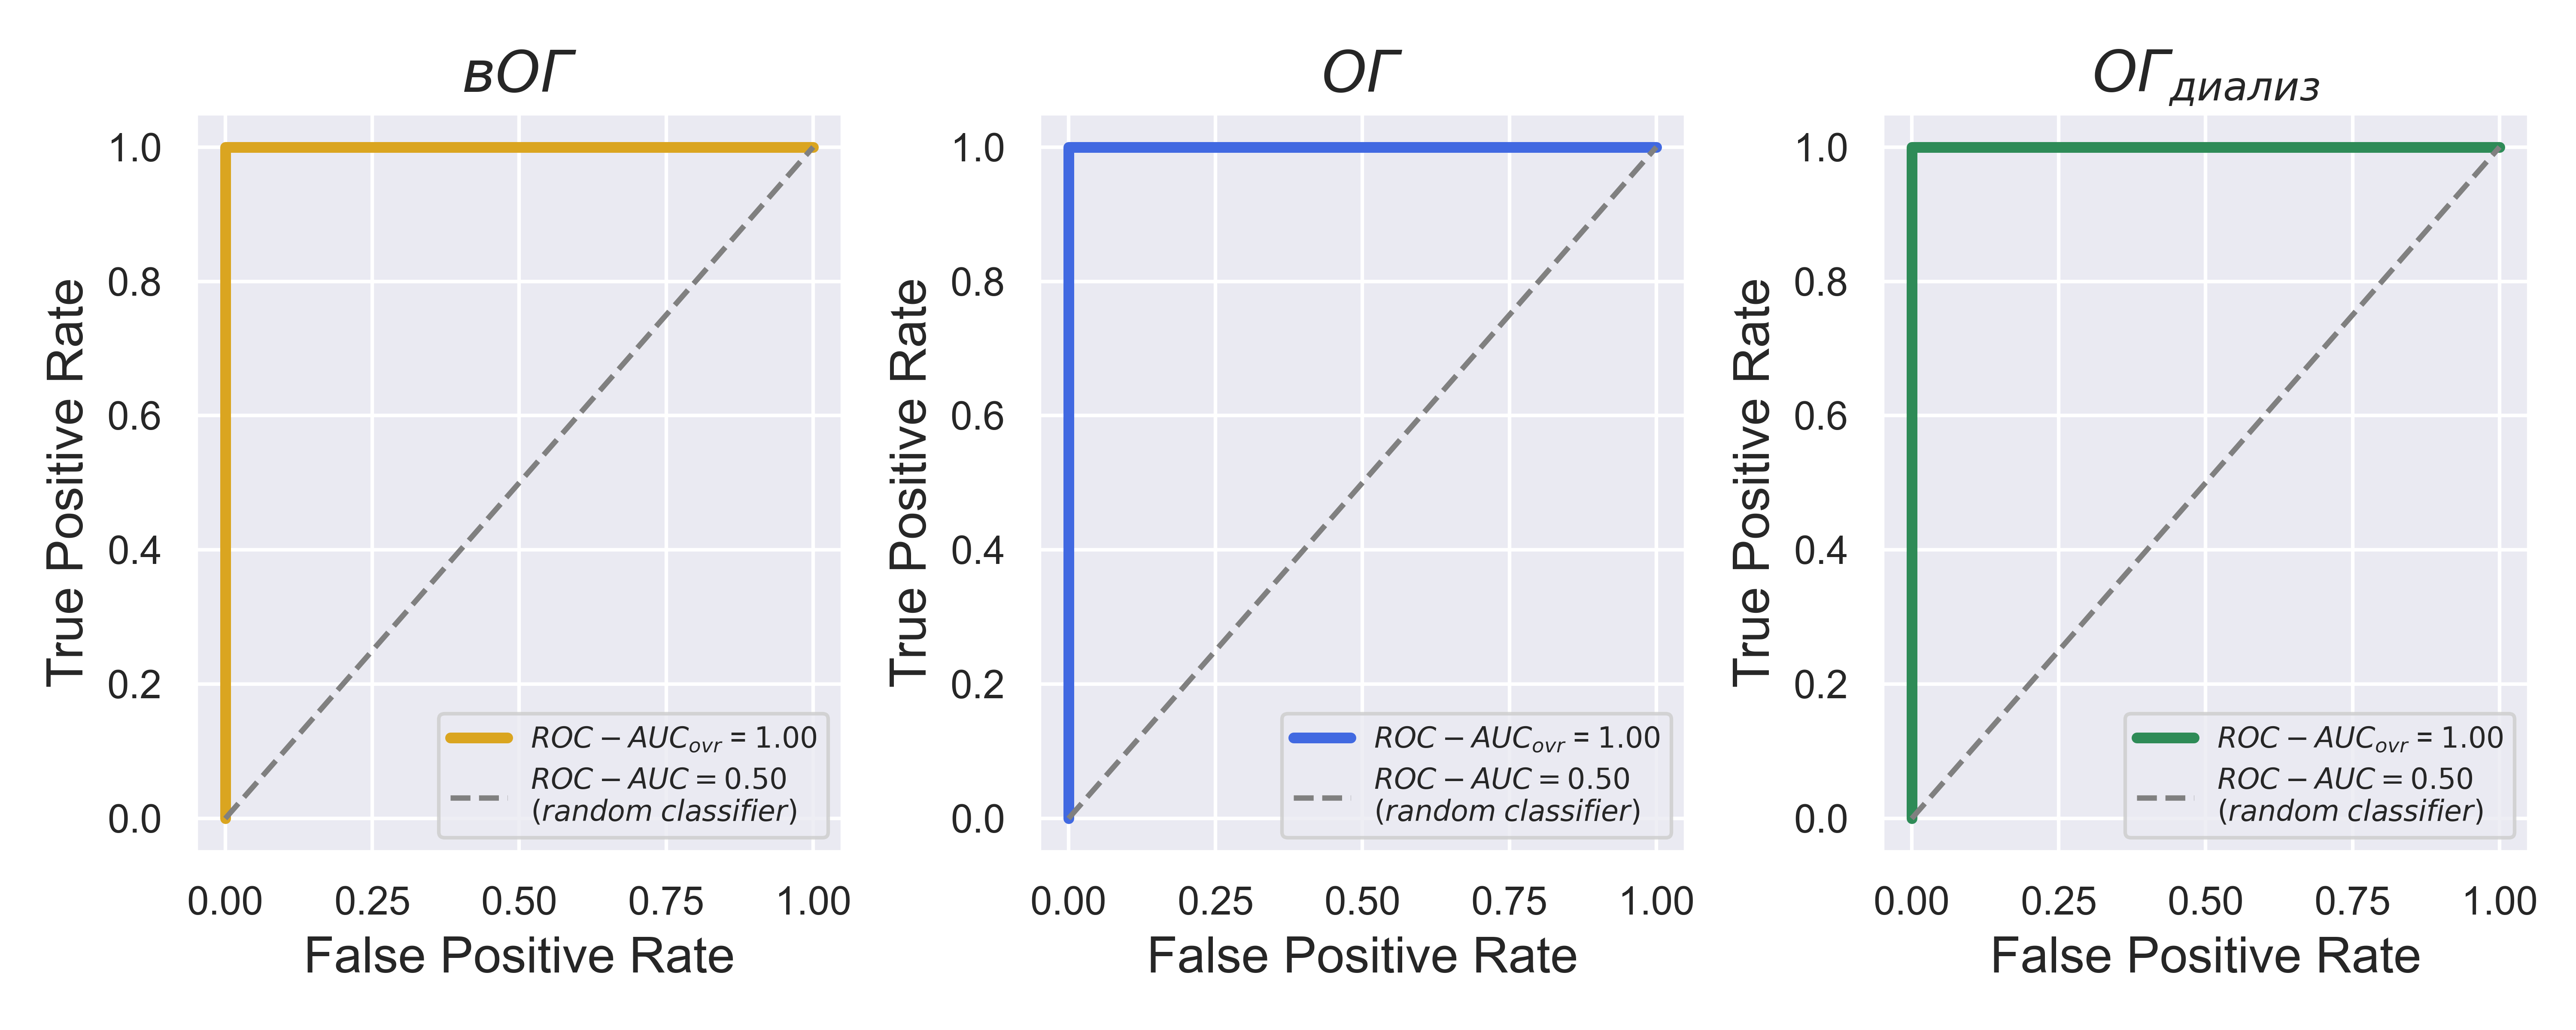 вОГ
1.0
0.8
0.6
0.4
0.2
0.0
True Positive Rate
ROC − AUCovr = 1.00
ROC − AUC = 0.50
(random classifier)
0.00 0.25 0.50 0.75 1.00
False Positive Rate
ОГ
1.0
0.8
0.6
0.4
0.2
0.0
True Positive Rate
ROC − AUCovr = 1.00
ROC − AUC = 0.50
(random classifier)
0.00 0.25 0.50 0.75 1.00
False Positive Rate
ОГдиализ
1.0
0.8
0.6
0.4
0.2
0.0
True Positive Rate
ROC − AUCovr = 1.00
ROC − AUC = 0.50
(random classifier)
0.00 0.25 0.50 0.75 1.00
False Positive Rate